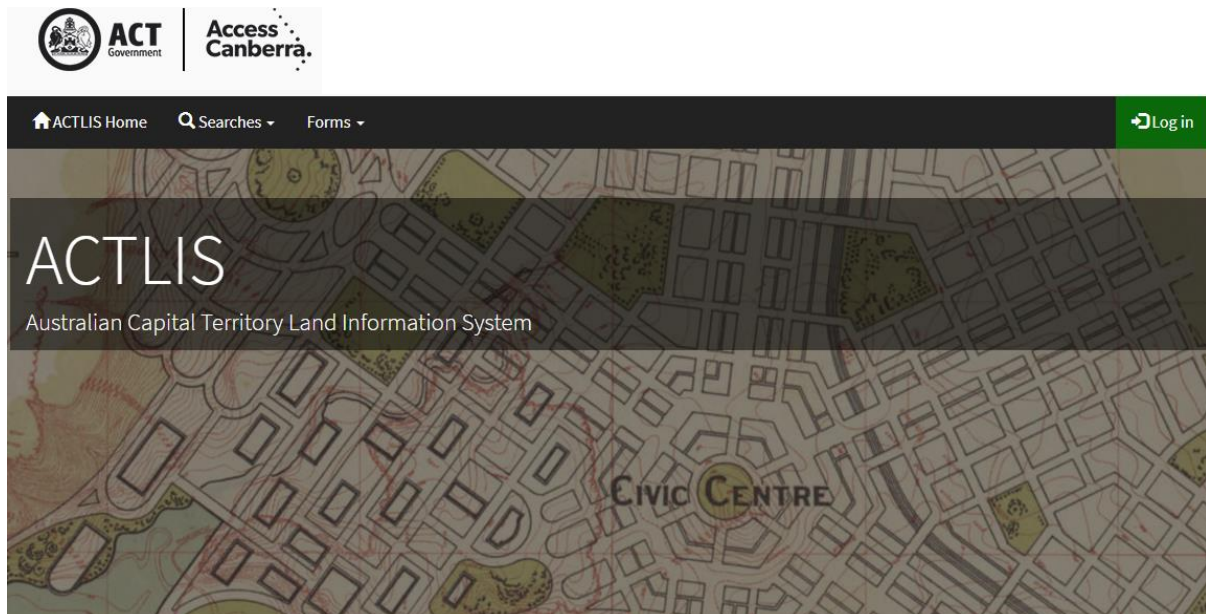 ACT
Government
Access
Canberra.
ACTLIS Home
Searches
Forms
Log in
ACTLIS
Australian Capital Territory Land Information System
CIVIC CENTRE